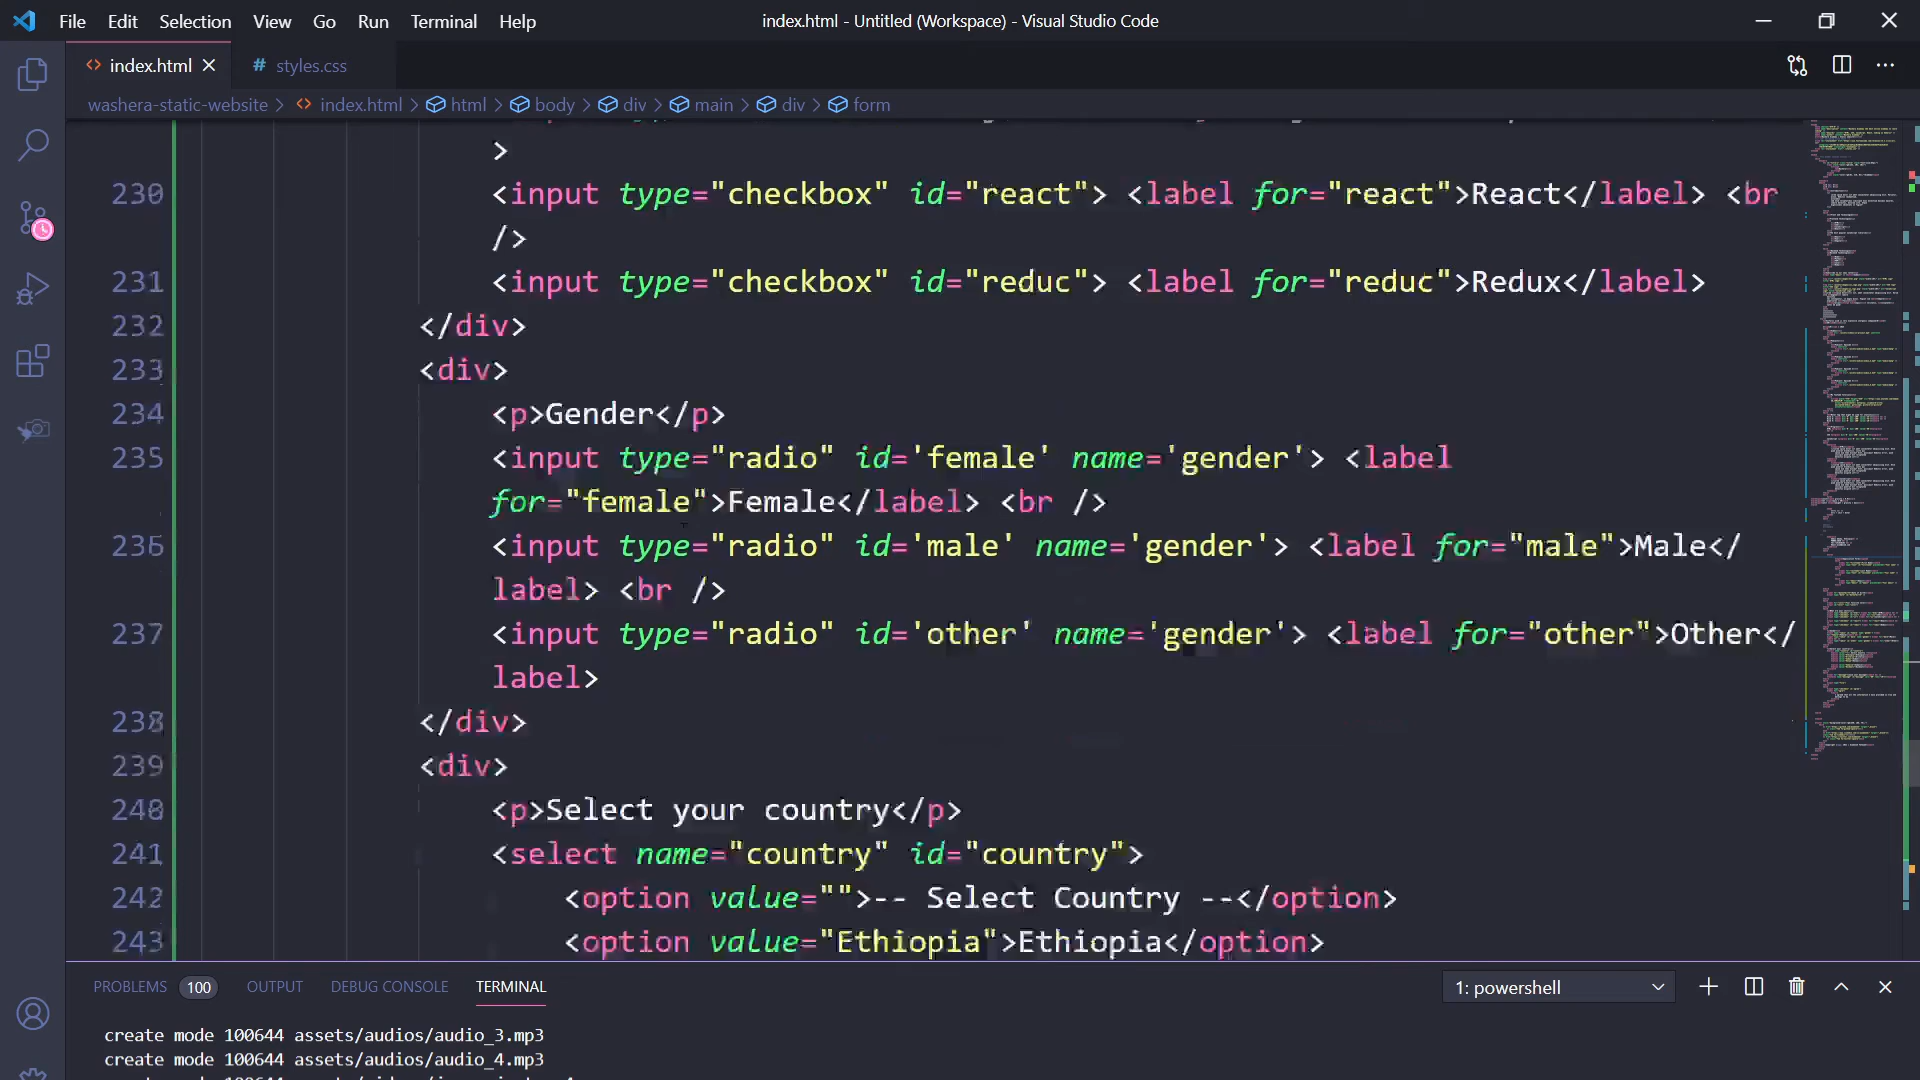 File Edit Selection View Go Run Terminal Help
index.html - Untitled (Workspace) - Visual Studio Code
index.html
# styles.css
washera-static-website > index.html > html > body > div > main > div > form
>
230 <input type="checkbox" id="react"> <label for="react">React</label> <br
/>
231 <input type="checkbox" id="reduc"> <label for="reduc">Redux</label>
232 </div>
233 <div>
234 <p>Gender</p>
235 <input type="radio" id='female' name='gender'> <label
for="female">Female</label> <br />
236 <input type="radio" id='male' name='gender'> <label for="male">Male</
label> <br />
237 <input type="radio" id='other' name='gender'> <label for="other">Other</
label>
238 </div>
239 <div>
240 <p>Select your country</p>
241 <select name="country" id="country">
242 <option value="">-- Select Country --</option>
243 <option value="Ethiopia">Ethiopia</option>
PROBLEMS 100 OUTPUT DEBUG CONSOLE TERMINAL
1: powershell
create mode 100644 assets/audios/audio_3.mp3
create mode 100644 assets/audios/audio_4.mp3